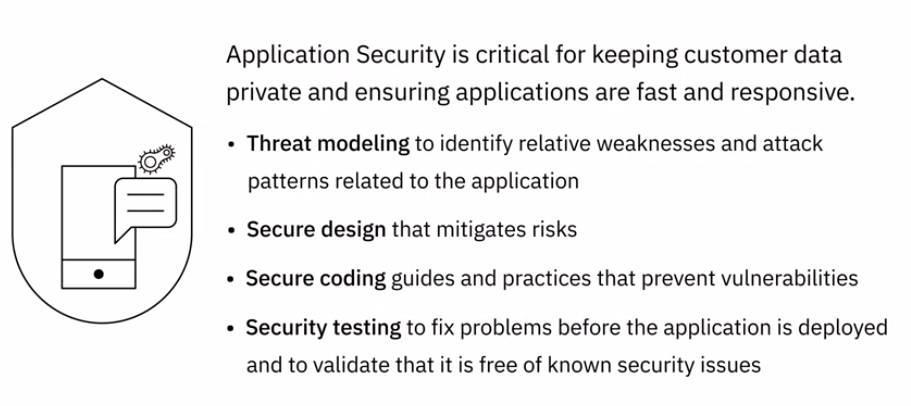 Application Security is critical for keeping customer data
private and ensuring applications are fast and responsive.
• Threat modeling to identify relative weaknesses and attack
patterns related to the application
• Secure design that mitigates risks
• Secure coding guides and practices that prevent vulnerabilities
• Security testing to fix problems before the application is deployed
and to validate that it is free of known security issues